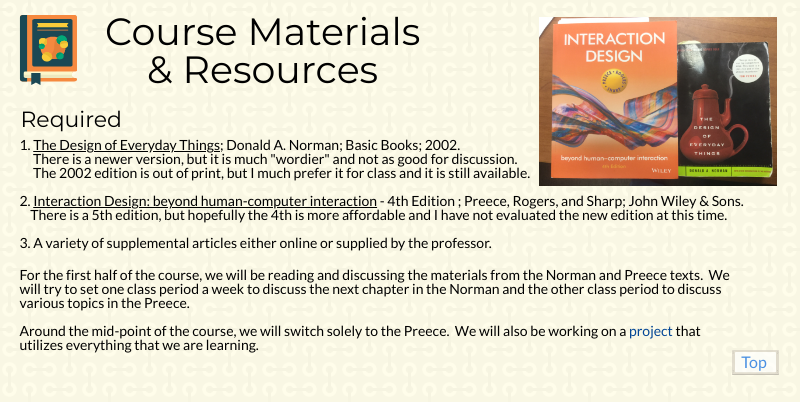 Course Materials
& Resources
INTERACTION
DESIGN
beyond human-computer interaction
WILEY
THE
DESIGN
OF
EVERYDAY
THINGS
DONALD A. NORMAN
Required
1. The Design of Everyday Things; Donald A. Norman; Basic Books; 2002.
There is a newer version, but it is much "wordier" and not as good for discussion.
The 2002 edition is out of print, but I much prefer it for class and it is still available.
2. Interaction Design: beyond human-computer interaction - 4th Edition ; Preece, Rogers, and Sharp; John Wiley & Sons.
There is a 5th edition, but hopefully the 4th is more affordable and I have not evaluated the new edition at this time.
3. A variety of supplemental articles either online or supplied by the professor.
For the first half of the course, we will be reading and discussing the materials from the Norman and Preece texts. We
will try to set one class period a week to discuss the next chapter in the Norman and the other class period to discuss
various topics in the Preece.
Around the mid-point of the course, we will switch solely to the Preece. We will also be working on a project that
utilizes everything that we are learning.
Top